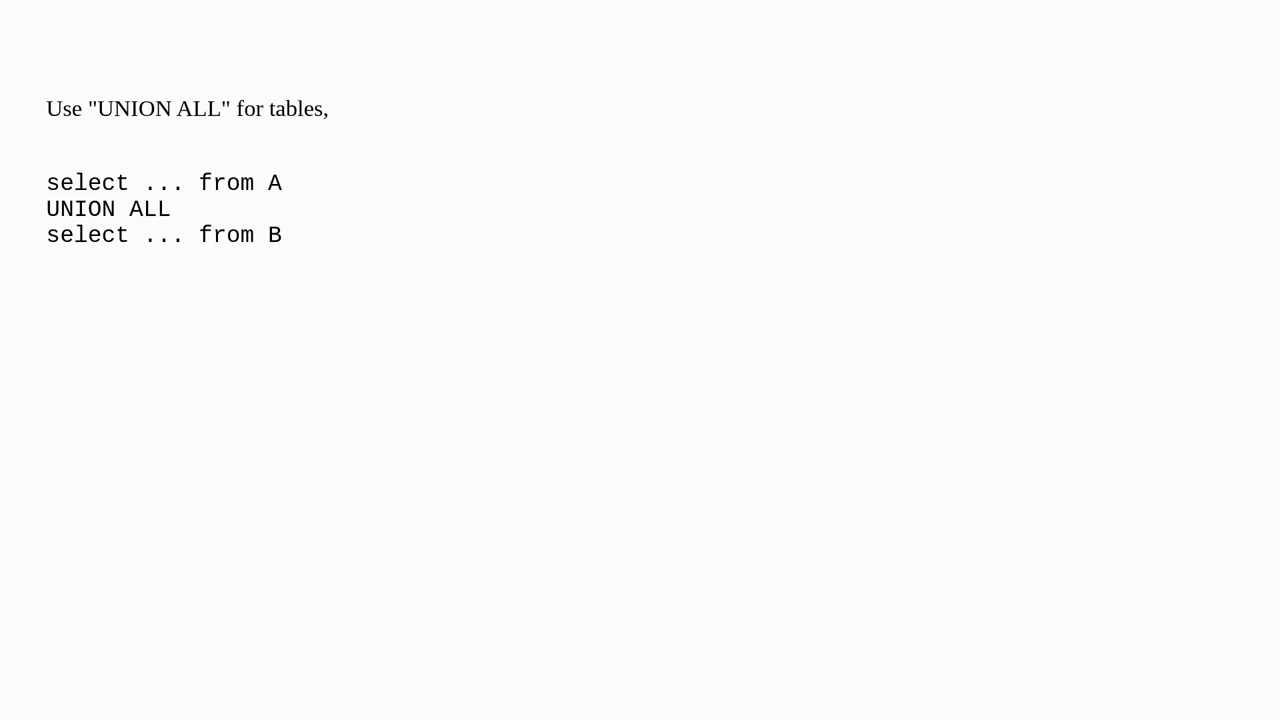 Use "UNION ALL" for tables,
select ... from A
UNION ALL
select ... from B